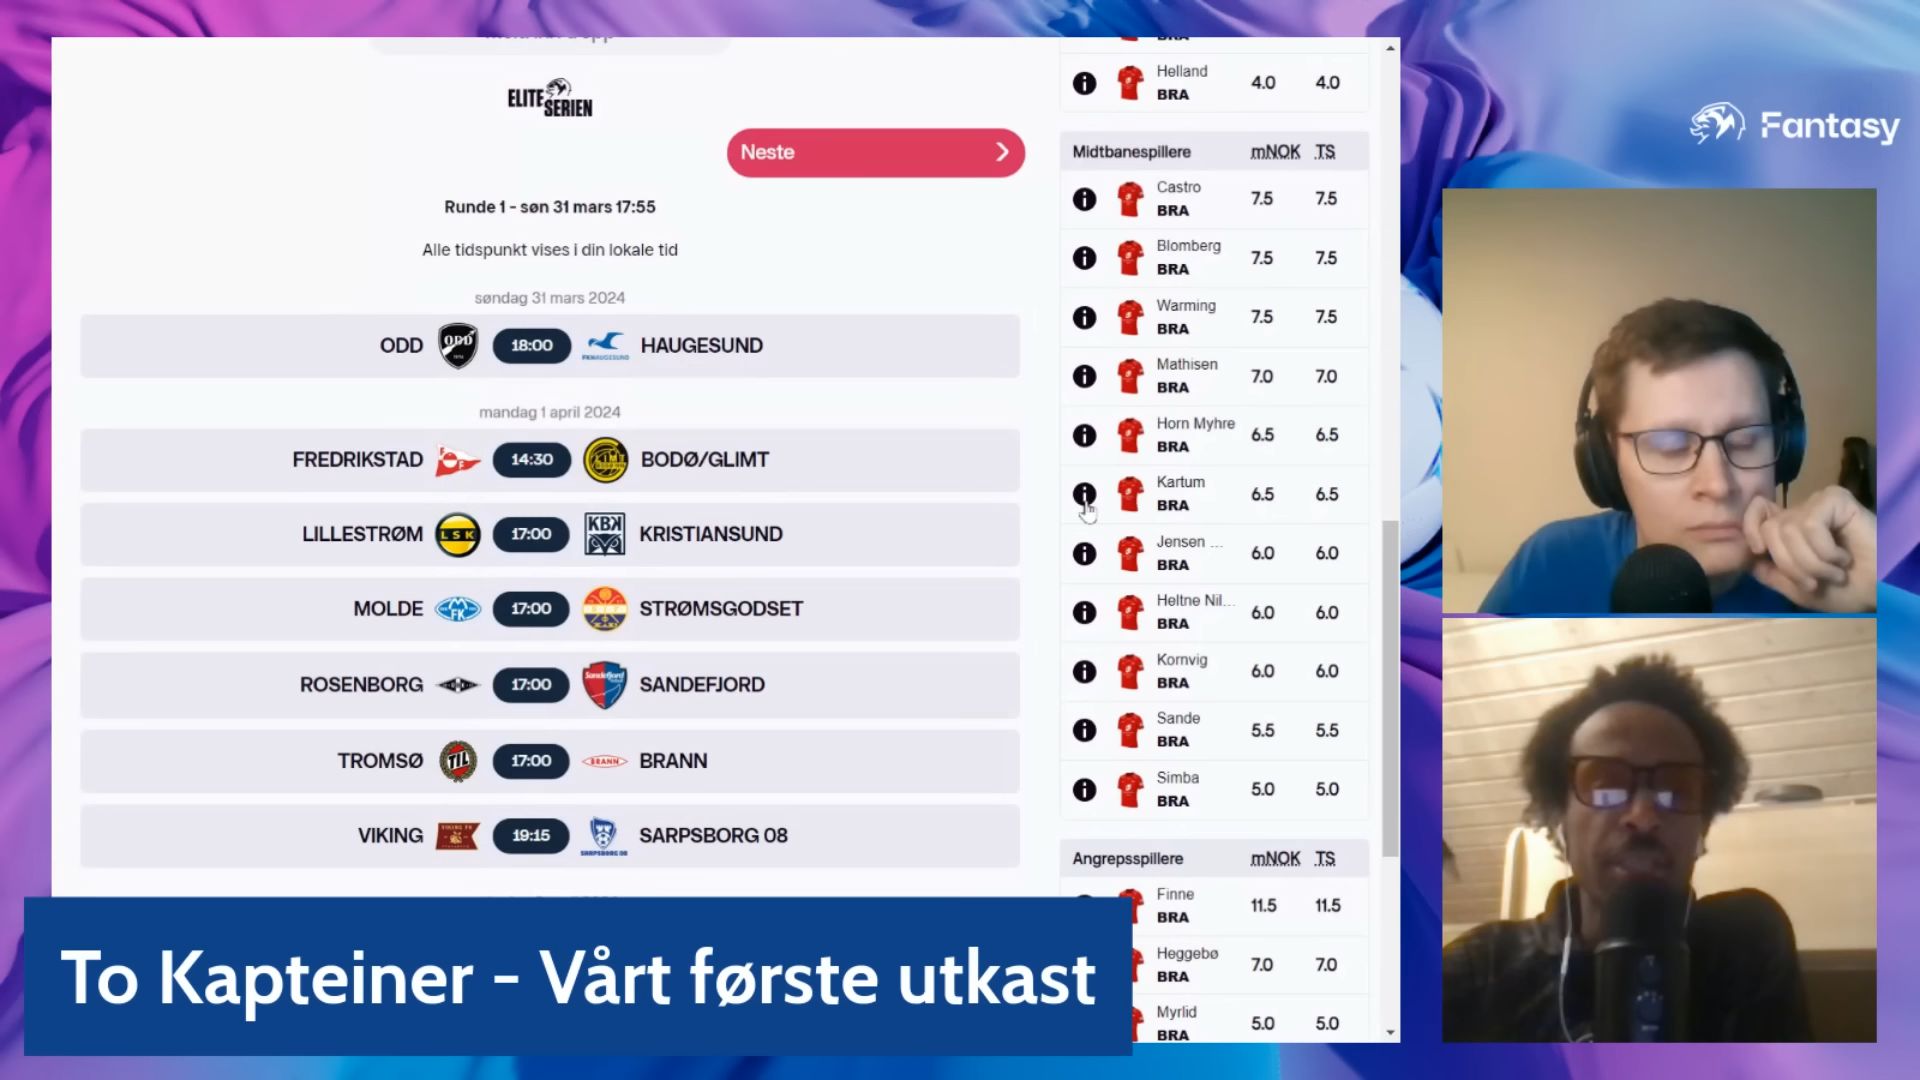 ELITE
SERIEN
Neste
Runde 1 - søn 31 mars 17:55
Alle tidspunkt vises i din lokale tid
søndag 31 mars 2024
ODD ODD 18:00 HAUGESUND
mandag 1 april 2024
FREDRIKSTAD 14:30 BODØ/GLIMT
LILLESTRØM LSK 17:00 KBK KRISTIANSUND
MOLDE 17:00 STRØMSGODSET
ROSENBORG 17:00 SANDEFJORD
TROMSØ TIL 17:00 BRANN BRANN
VIKING 19:15 SARPSBORG 08
BRA
Helland
BRA
4.0 4.0
Midtbanespillere mNOK TS
Castro
BRA
7.5 7.5
Blomberg
BRA
7.5 7.5
Warming
BRA
7.5 7.5
Mathisen
BRA
7.0 7.0
Horn Myhre
BRA
6.5 6.5
Kartum
BRA
6.5 6.5
Jensen ...
BRA
6.0 6.0
Heltne Nil...
BRA
6.0 6.0
Kornvig
BRA
6.0 6.0
Sande
BRA
5.5 5.5
Simba
BRA
5.0 5.0
Angrepsspillere mNOK TS
Finne
BRA
11.5 11.5
Heggebø
BRA
7.0 7.0
Myrlid
BRA
5.0 5.0
Fantasy
To Kapteiner - Vårt første utkast